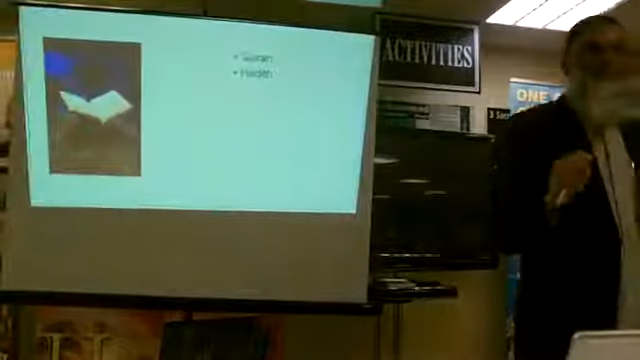 ACTIVITIES
• Quran
• Hadith
ONE